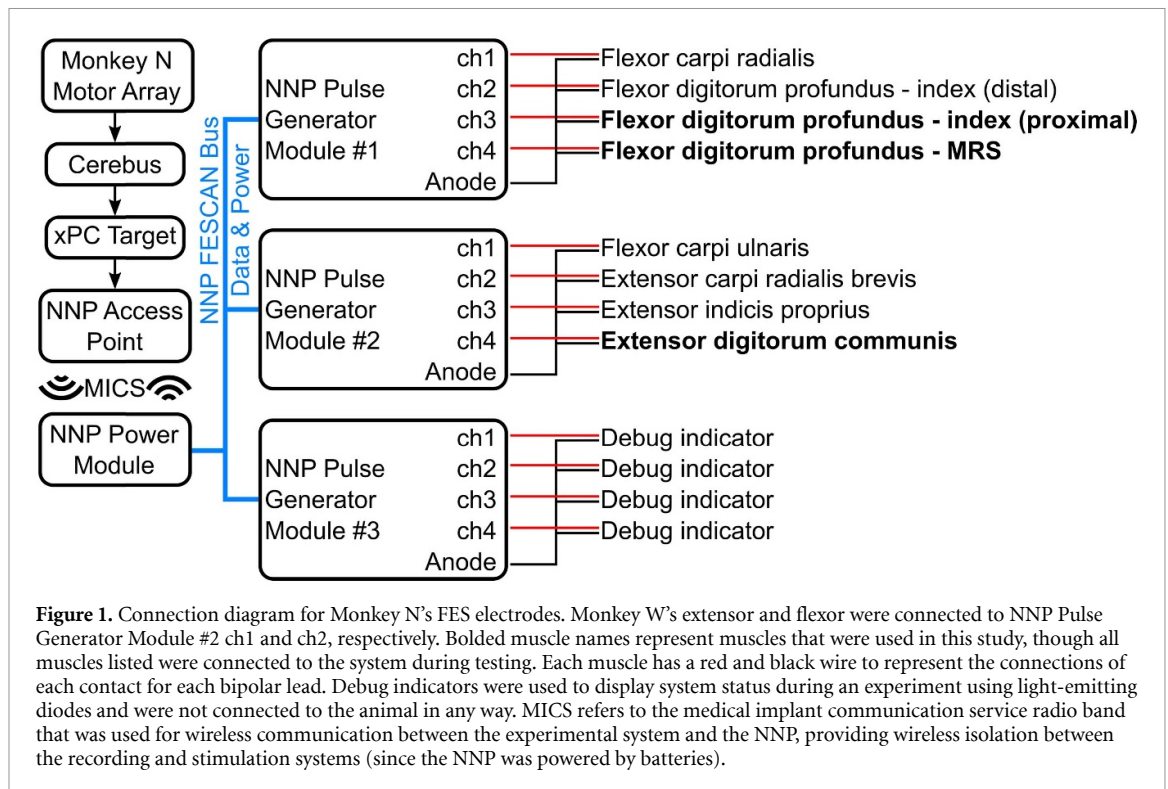 Monkey N
Motor Array
Cerebus
xPC Target
NNP Access
Point
MICS
NNP Power
Module
NNP FESCAN Bus
Data & Power
NNP Pulse
Generator
Module #1
ch1
ch2
ch3
ch4
Anode
Flexor carpi radialis
Flexor digitorum profundus - index (distal)
Flexor digitorum profundus - index (proximal)
Flexor digitorum profundus - MRS
NNP Pulse
Generator
Module #2
ch1
ch2
ch3
ch4
Anode
Flexor carpi ulnaris
Extensor carpi radialis brevis
Extensor indicis proprius
Extensor digitorum communis
NNP Pulse
Generator
Module #3
ch1
ch2
ch3
ch4
Anode
Debug indicator
Debug indicator
Debug indicator
Debug indicator
Figure 1. Connection diagram for Monkey N's FES electrodes. Monkey W's extensor and flexor were connected to NNP Pulse
Generator Module #2 ch1 and ch2, respectively. Bolded muscle names represent muscles that were used in this study, though all
muscles listed were connected to the system during testing. Each muscle has a red and black wire to represent the connections of
each contact for each bipolar lead. Debug indicators were used to display system status during an experiment using light-emitting
diodes and were not connected to the animal in any way. MICS refers to the medical implant communication service radio band
that was used for wireless communication between the experimental system and the NNP, providing wireless isolation between
the recording and stimulation systems (since the NNP was powered by batteries).